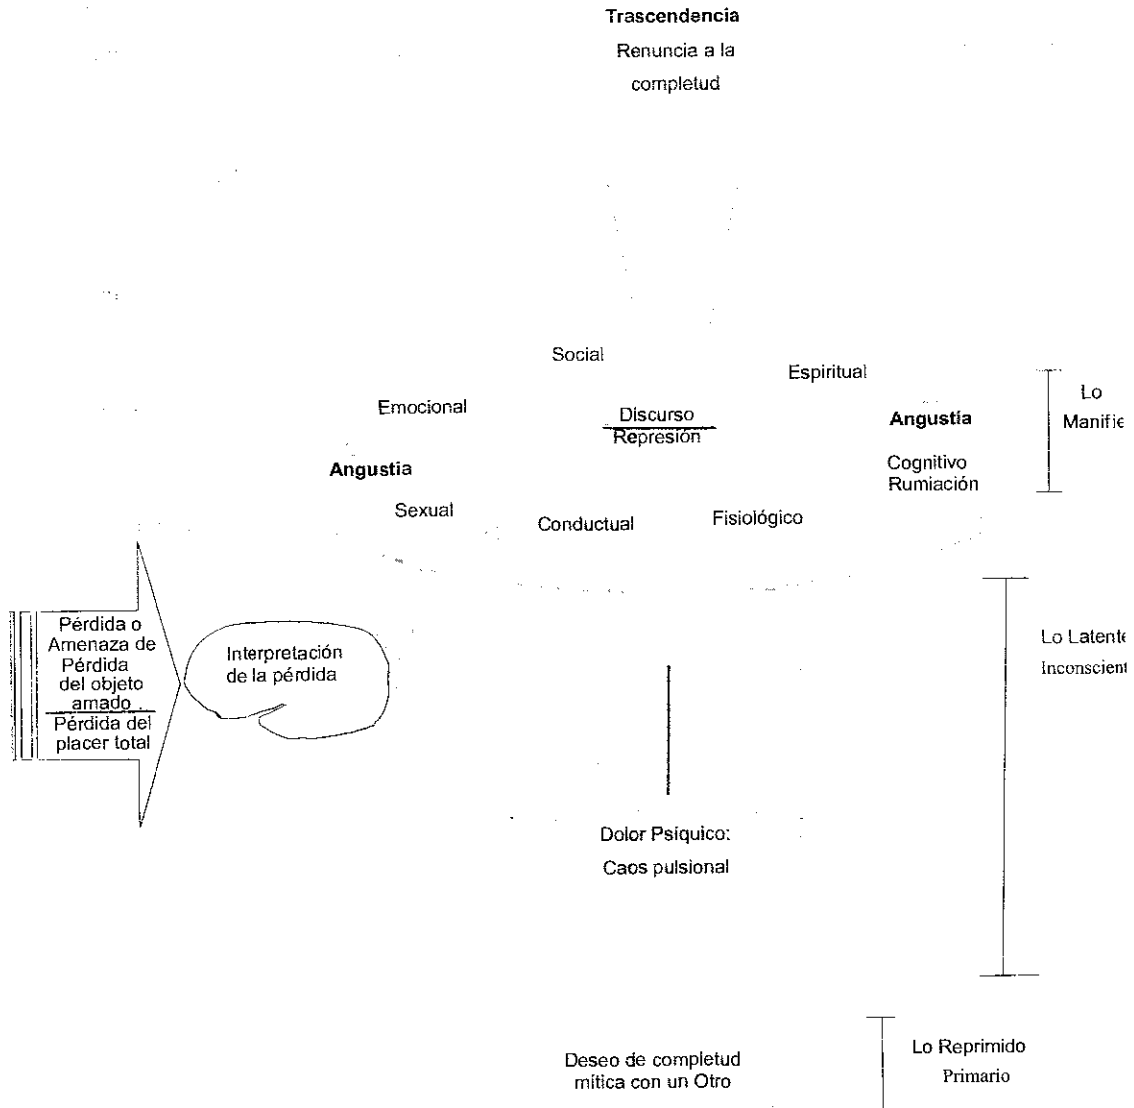 Trascendencia
Renuncia a la
completud
Social
Espiritual
Emocional
Discurso
Represión
Angustia
Cognitivo
Rumiación
Lo
Manifie
Angustia
Sexual
Conductual
Fisiológico
Pérdida o
Amenaza de
Pérdida
del objeto
amado .
Pérdida del
placer total
Interpretación
de la pérdida
Lo Latente
Inconscient
Dolor Psíquico:
Caos pulsional
Deseo de completud
mítica con un Otro
Lo Reprimido
Primario